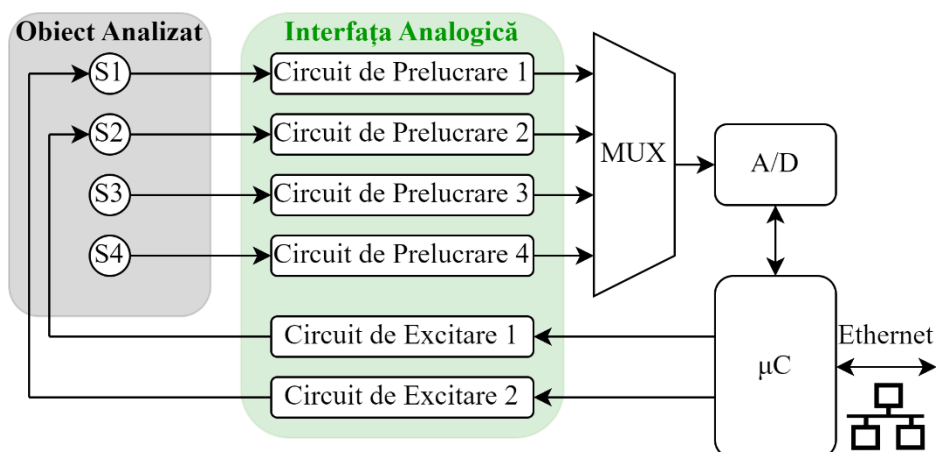 Obiect Analizat
Interfața Analogică
S1
Circuit de Prelucrare 1
S2
Circuit de Prelucrare 2
S3
Circuit de Prelucrare 3
S4
Circuit de Prelucrare 4
MUX
A/D
Circuit de Excitare 1
Circuit de Excitare 2
μC
Ethernet